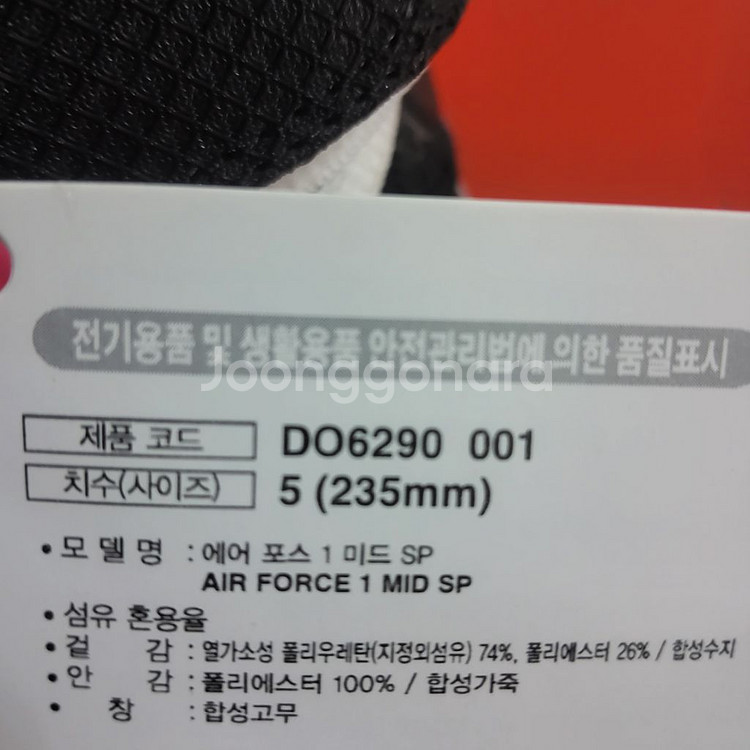 전기용품 및 생활용품 안전관리법에 의한 품질표시
Joonggonara
제품 코드 DO6290 001
치수(사이즈) 5 (235mm)
• 모 델 명 : 에어 포스 1 미드 SP
AIR FORCE 1 MID SP
• 섬유 혼용율
• 겉 감 : 열가소성 폴리우레탄(지정외섬유) 74%, 폴리에스터 26% / 합성수지
• 안 감 : 폴리에스터 100% / 합성가죽
• 창 : 합성고무